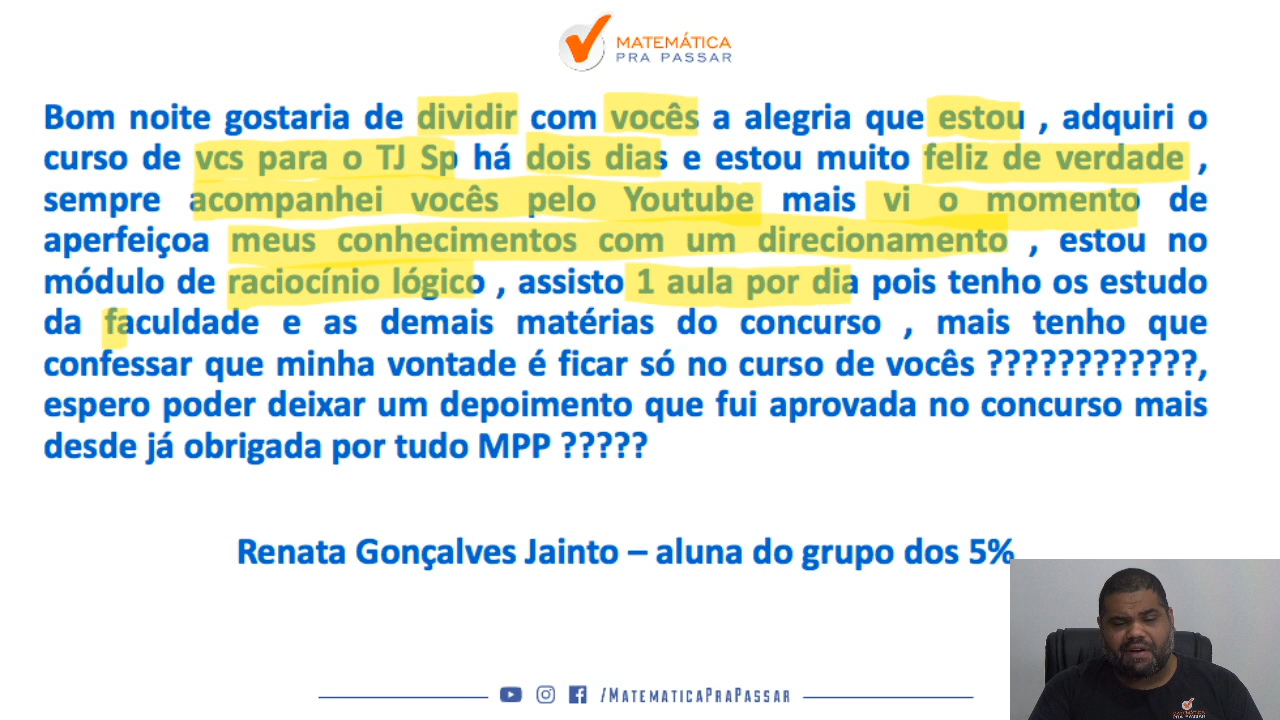 MATEMÁTICA
PRA PASSAR
Bom noite gostaria de dividir com vocês a alegria que estou , adquiri o
curso de vcs para o TJ Sp há dois dias e estou muito feliz de verdade ,
sempre acompanhei vocês pelo Youtube mais vi o momento de
aperfeiçoa meus conhecimentos com um direcionamento , estou no
módulo de raciocínio lógico , assisto 1 aula por dia pois tenho os estudo
da faculdade e as demais matérias do concurso , mais tenho que
confessar que minha vontade é ficar só no curso de vocês ????????????,
espero poder deixar um depoimento que fui aprovada no concurso mais
desde já obrigada por tudo MPP ?????
Renata Gonçalves Jainto – aluna do grupo dos 5%
/MATEMATICAPRAPASSAR
MATEMÁTICA
PRA PASSAR